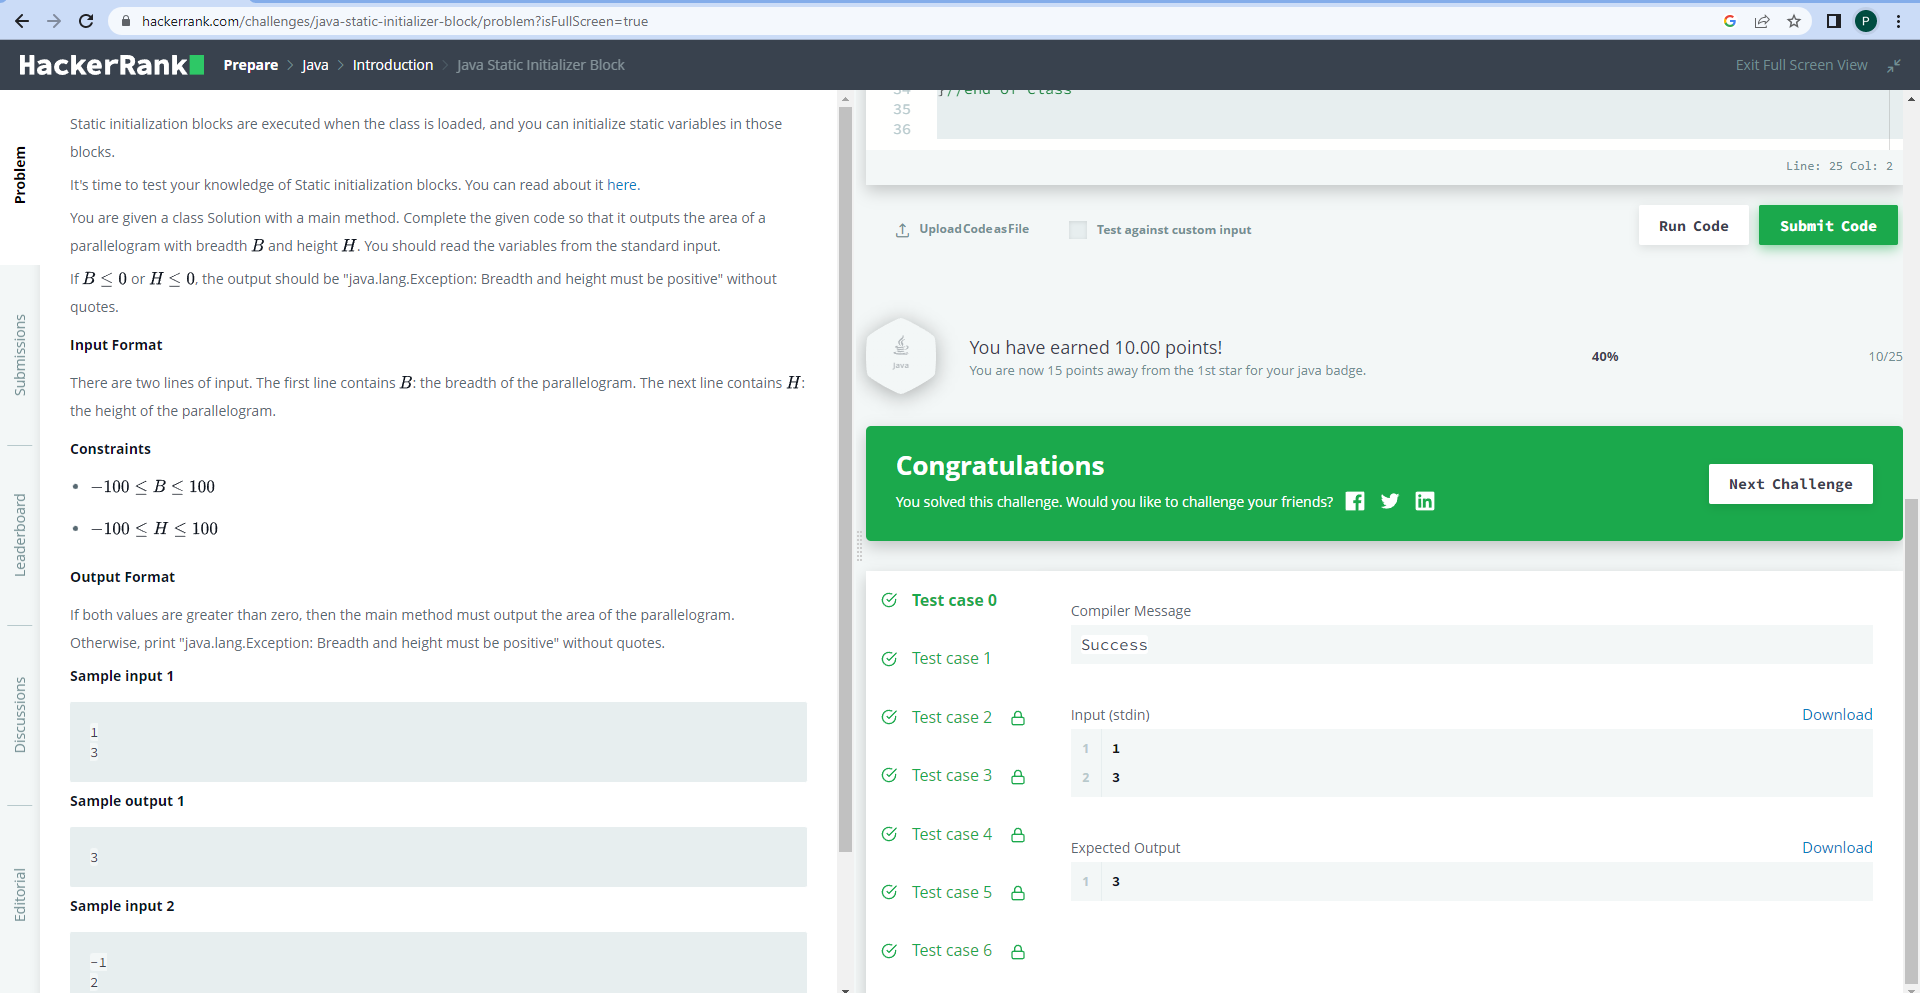 hackerrank.com/challenges/java-static-initializer-block/problem?isFullScreen=true
P
HackerRank
Prepare > Java > Introduction > Java Static Initializer Block
Exit Full Screen View
Problem
Submissions
Leaderboard
Discussions
Editorial
Static initialization blocks are executed when the class is loaded, and you can initialize static variables in those
blocks.
It's time to test your knowledge of Static initialization blocks. You can read about it here.
You are given a class Solution with a main method. Complete the given code so that it outputs the area of a
parallelogram with breadth B and height H. You should read the variables from the standard input.
If B ≤ 0 or H ≤ 0, the output should be "java.lang.Exception: Breadth and height must be positive" without
quotes.
Input Format
There are two lines of input. The first line contains B: the breadth of the parallelogram. The next line contains H:
the height of the parallelogram.
Constraints
• −100 ≤ B ≤ 100
• −100 ≤ H ≤ 100
Output Format
If both values are greater than zero, then the main method must output the area of the parallelogram.
Otherwise, print "java.lang.Exception: Breadth and height must be positive" without quotes.
Sample input 1
1
3
Sample output 1
3
Sample input 2
-1
2
34 }//end of class
35
36
Line: 25 Col: 2
Upload Code as File
Test against custom input
Run Code
Submit Code
Java
You have earned 10.00 points!
You are now 15 points away from the 1st star for your java badge.
40%
10/25
Congratulations
You solved this challenge. Would you like to challenge your friends?
Next Challenge
Test case 0
Test case 1
Test case 2
Test case 3
Test case 4
Test case 5
Test case 6
Compiler Message
Success
Input (stdin)
Download
1 1
2 3
Expected Output
Download
1 3